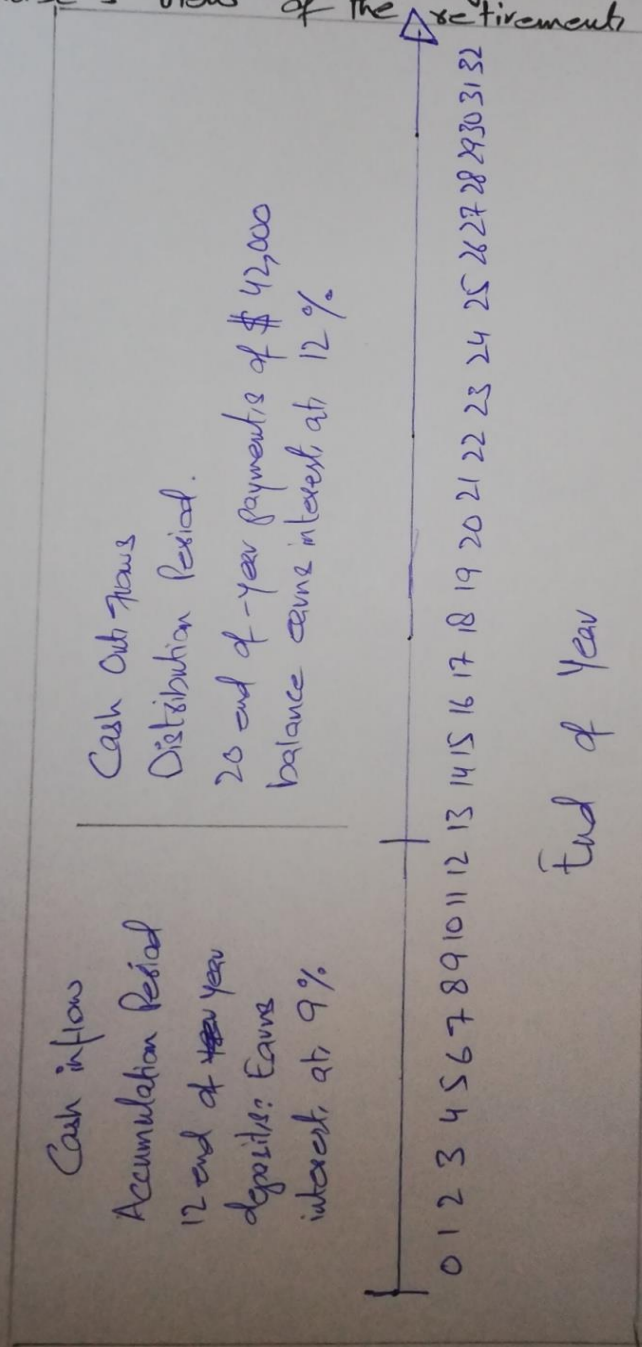 of the retirement
Cash inflow
Accumulation Period
12 end of year
deposits: Earns
interest at 9%
Cash Out-flows
Distribution Period.
20 end of-year payments of $ 42,000
balance earns interest at 12%
0 1 2 3 4 5 6 7 8 9 10 11 12 13 14 15 16 17 18 19 20 21 22 23 24 25 26 27 28 29 30 31 32
End of Year